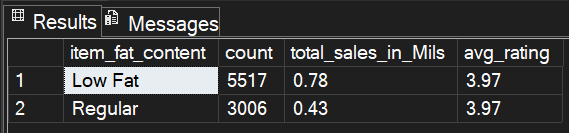 Results Messages
item_fat_content count total_sales_in_Mils avg_rating
1 Low Fat 5517 0.78 3.97
2 Regular 3006 0.43 3.97